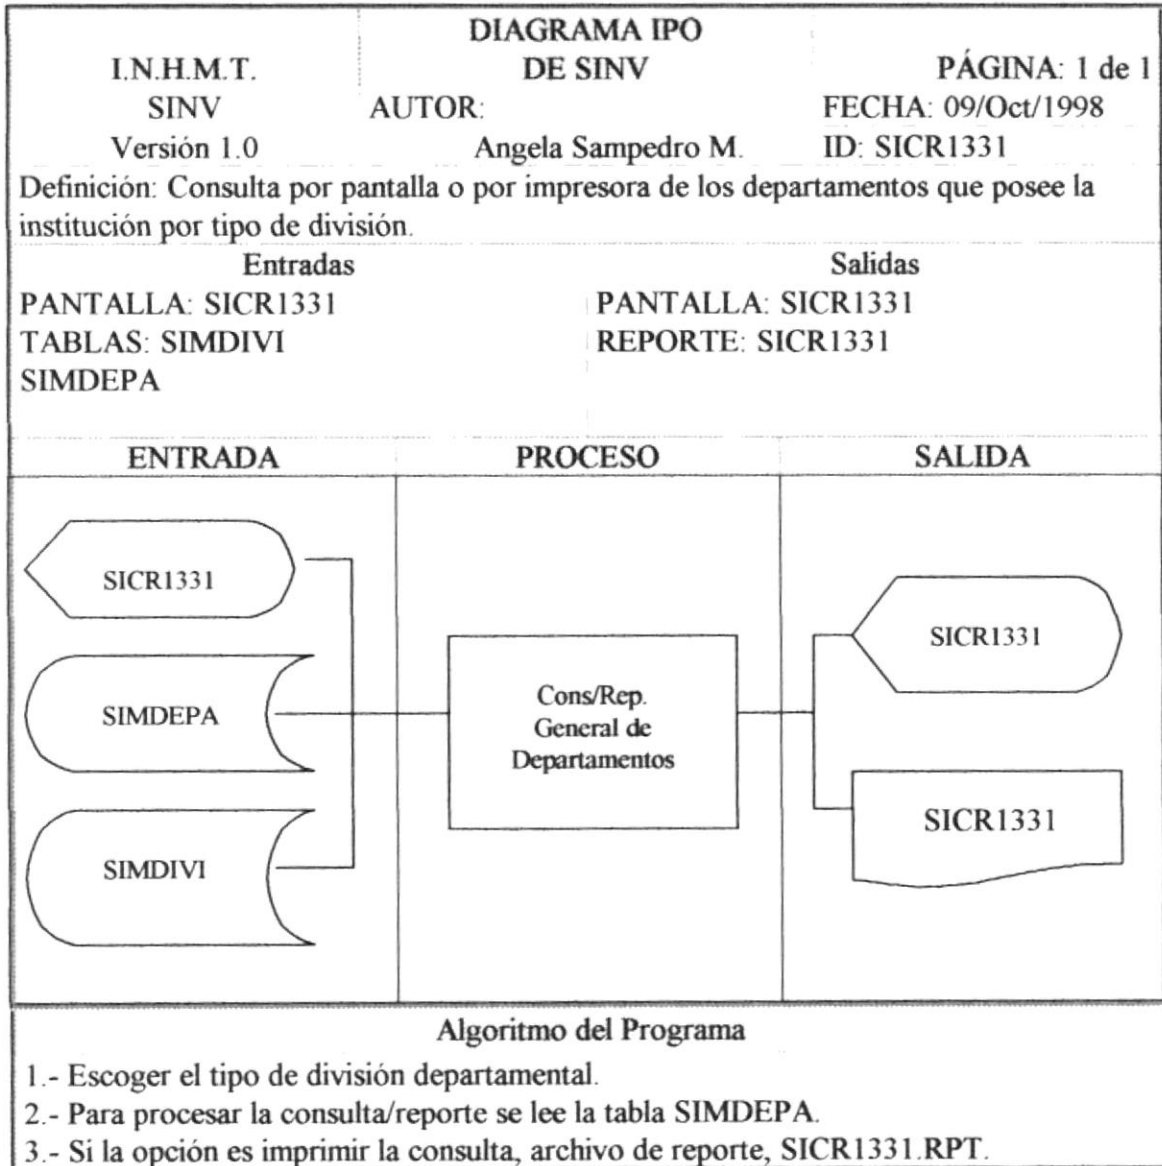 DIAGRAMA IPO
I.N.H.M.T. DE SINV PÁGINA: 1 de 1
SINV AUTOR: FECHA: 09/Oct/1998
Versión 1.0 Angela Sampedro M. ID: SICR1331
Definición: Consulta por pantalla o por impresora de los departamentos que posee la
institución por tipo de división.
Entradas Salidas
PANTALLA: SICR1331 PANTALLA: SICR1331
TABLAS: SIMDIVI REPORTE: SICR1331
SIMDEPA
ENTRADA PROCESO SALIDA
SICR1331
SIMDEPA
SIMDIVI
Cons/Rep.
General de
Departamentos
SICR1331
SICR1331
Algoritmo del Programa
1.- Escoger el tipo de división departamental.
2.- Para procesar la consulta/reporte se lee la tabla SIMDEPA.
3.- Si la opción es imprimir la consulta, archivo de reporte, SICR1331.RPT.